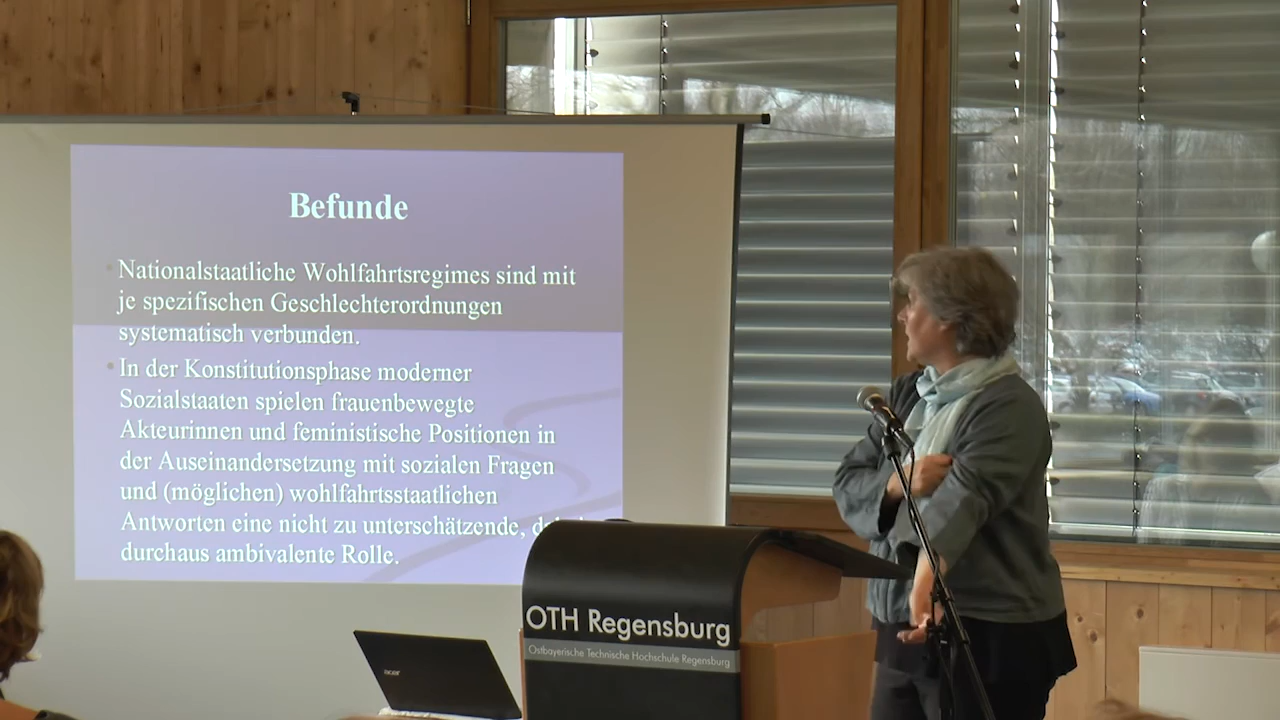 Befunde
Nationalstaatliche Wohlfahrtsregimes sind mit
je spezifischen Geschlechterordnungen
systematisch verbunden.
In der Konstitutionsphase moderner
Sozialstaaten spielen frauenbewegte
Akteurinnen und feministische Positionen in
der Auseinandersetzung mit sozialen Fragen
und (möglichen) wohlfahrtsstaatlichen
Antworten eine nicht zu unterschätzende,
durchaus ambivalente Rolle.
OTH Regensburg
Ostbayerische Technische Hochschule Regensburg
acer